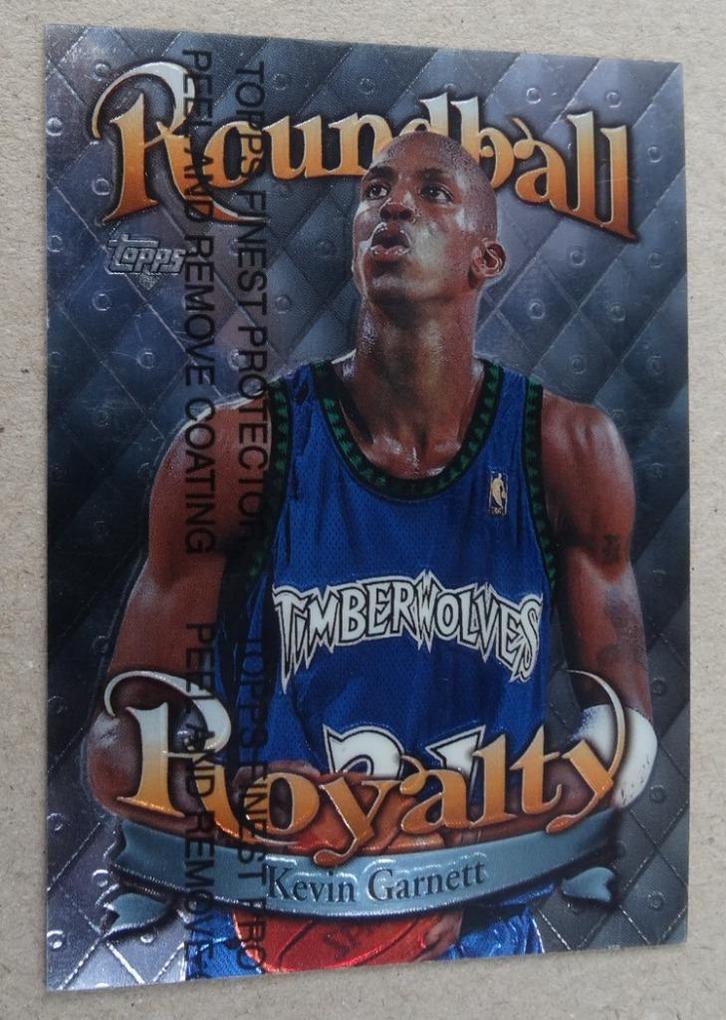 Roundball
topps
TOPPS FINEST PROTECTOR
PEEL AND REMOVE COATING
TIMBERWOLVES
21
TOPPS FINEST PRO
PEEL AND REMOVE
Royalty
Kevin Garnett